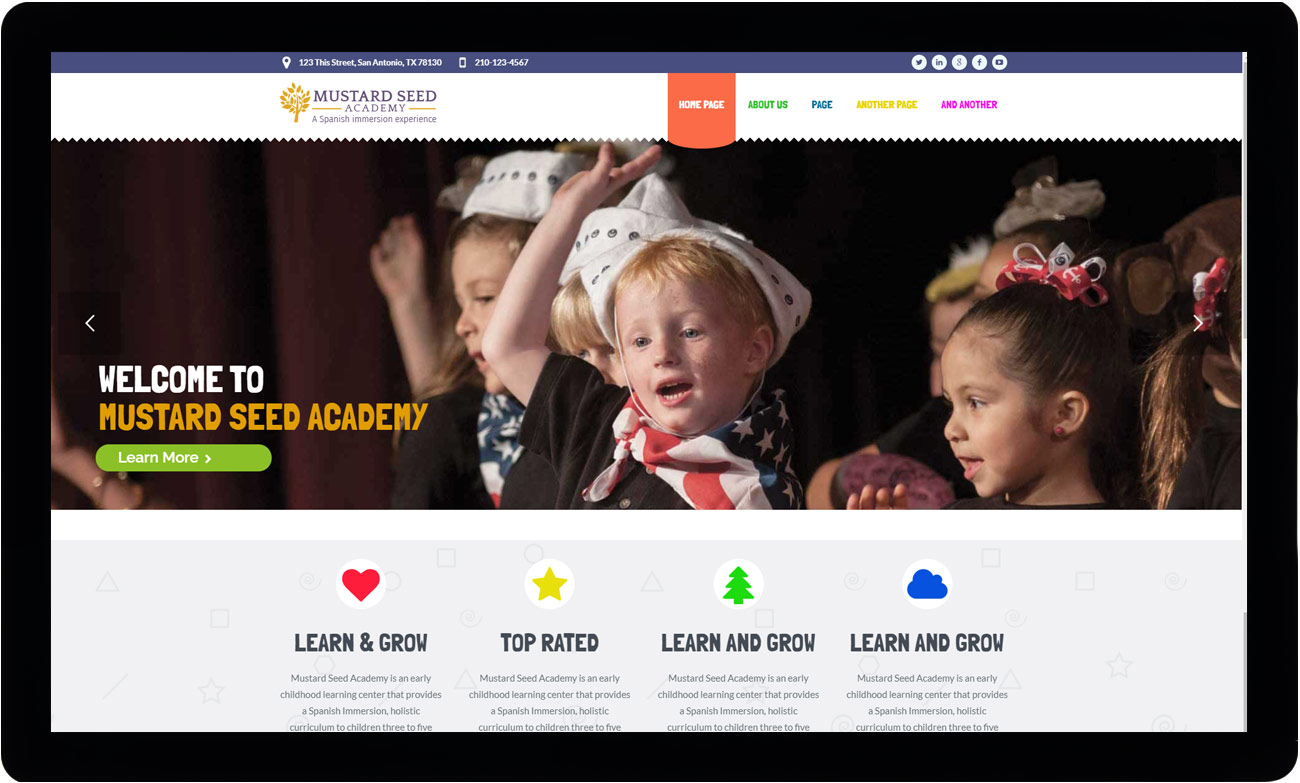 123 This Street, San Antonio, TX 78130 210-123-4567
MUSTARD SEED
ACADEMY
A Spanish immersion experience
HOME PAGE ABOUT US PAGE ANOTHER PAGE AND ANOTHER
WELCOME TO
MUSTARD SEED ACADEMY
Learn More
LEARN & GROW
Mustard Seed Academy is an early
childhood learning center that provides
a Spanish Immersion, holistic
curriculum to children three to five
TOP RATED
Mustard Seed Academy is an early
childhood learning center that provides
a Spanish Immersion, holistic
curriculum to children three to five
LEARN AND GROW
Mustard Seed Academy is an early
childhood learning center that provides
a Spanish Immersion, holistic
curriculum to children three to five
LEARN AND GROW
Mustard Seed Academy is an early
childhood learning center that provides
a Spanish Immersion, holistic
curriculum to children three to five